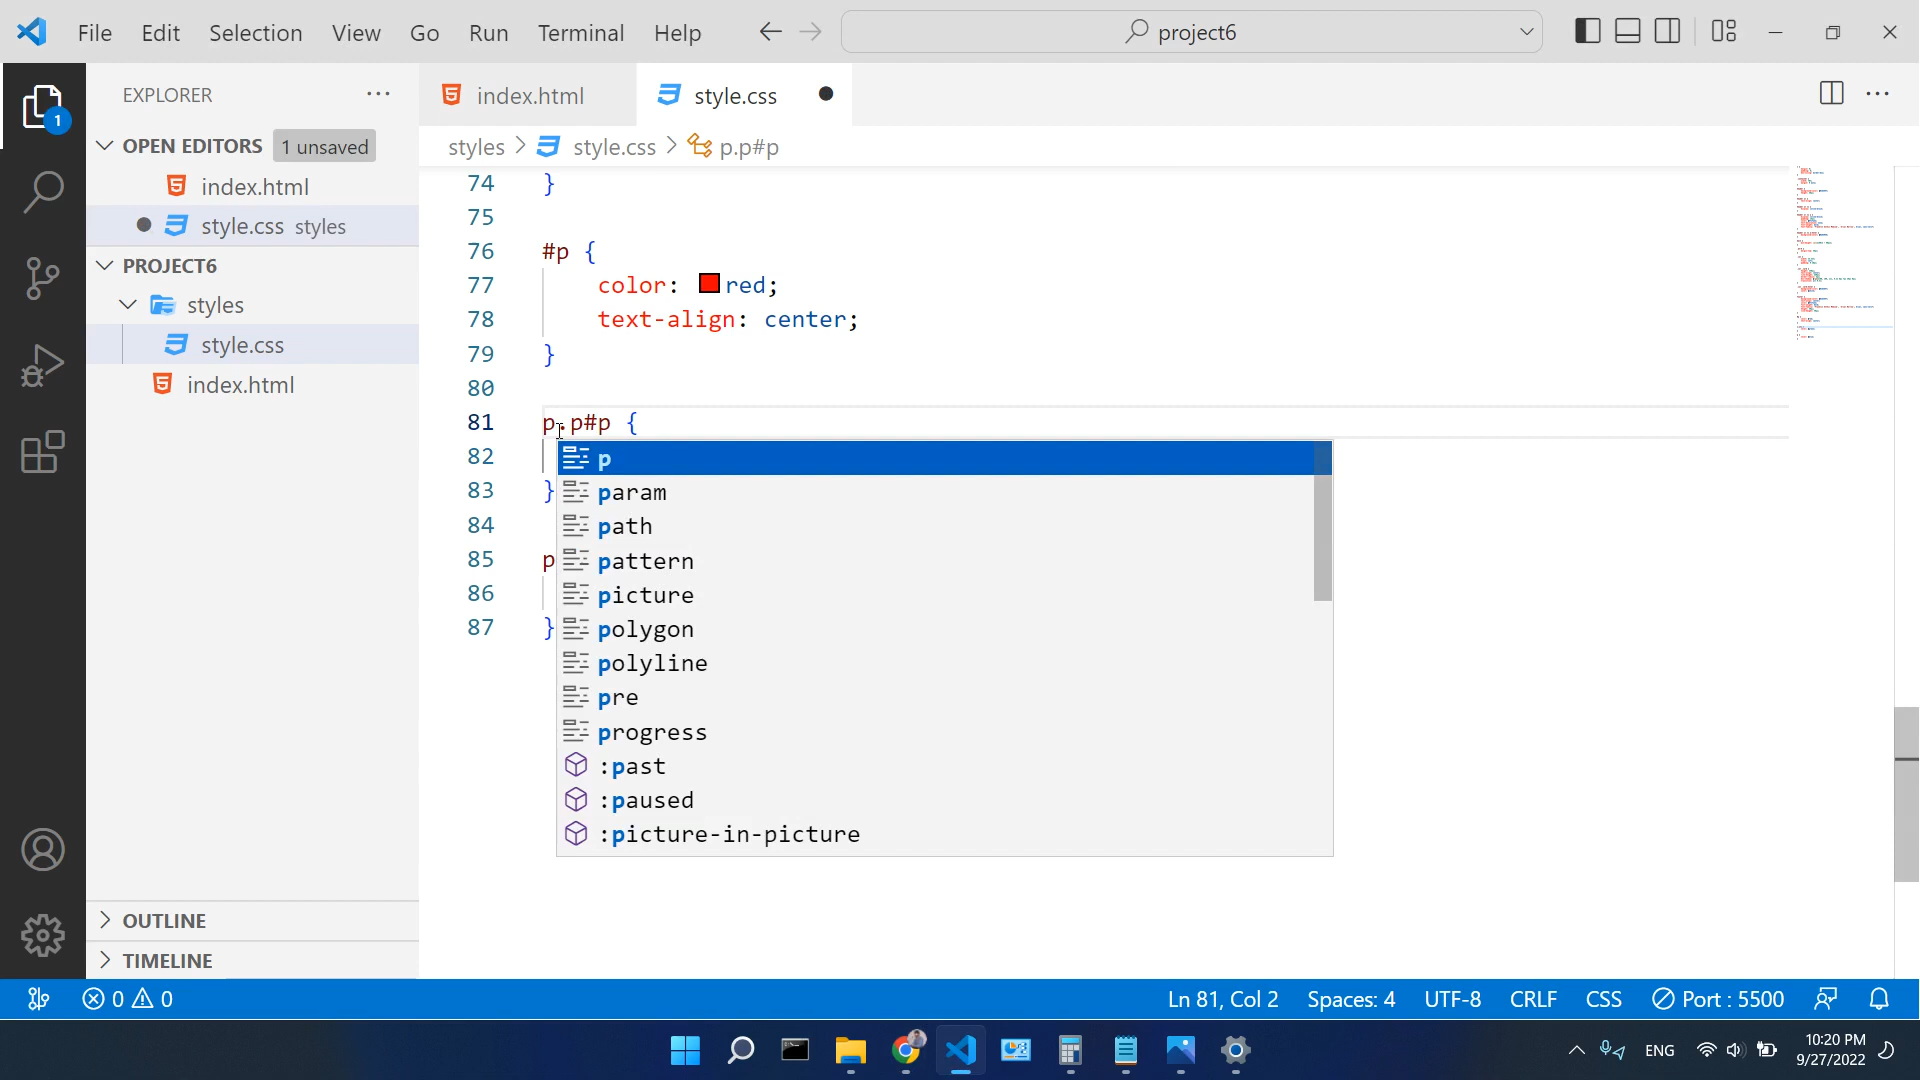 File Edit Selection View Go Run Terminal Help project6
EXPLORER
OPEN EDITORS 1 unsaved
index.html
style.css styles
PROJECT6
styles
style.css
index.html
OUTLINE
TIMELINE
index.html style.css
styles > style.css > p.p#p
74 }
75
76 #p {
77 color: red;
78 text-align: center;
79 }
80
81 p.p#p {
82
83 }
84
85 p
86
87 }
p
param
path
pattern
picture
polygon
polyline
pre
progress
:past
:paused
:picture-in-picture
1
0 0 Ln 81, Col 2 Spaces: 4 UTF-8 CRLF CSS Port : 5500
ENG 10:20 PM
9/27/2022